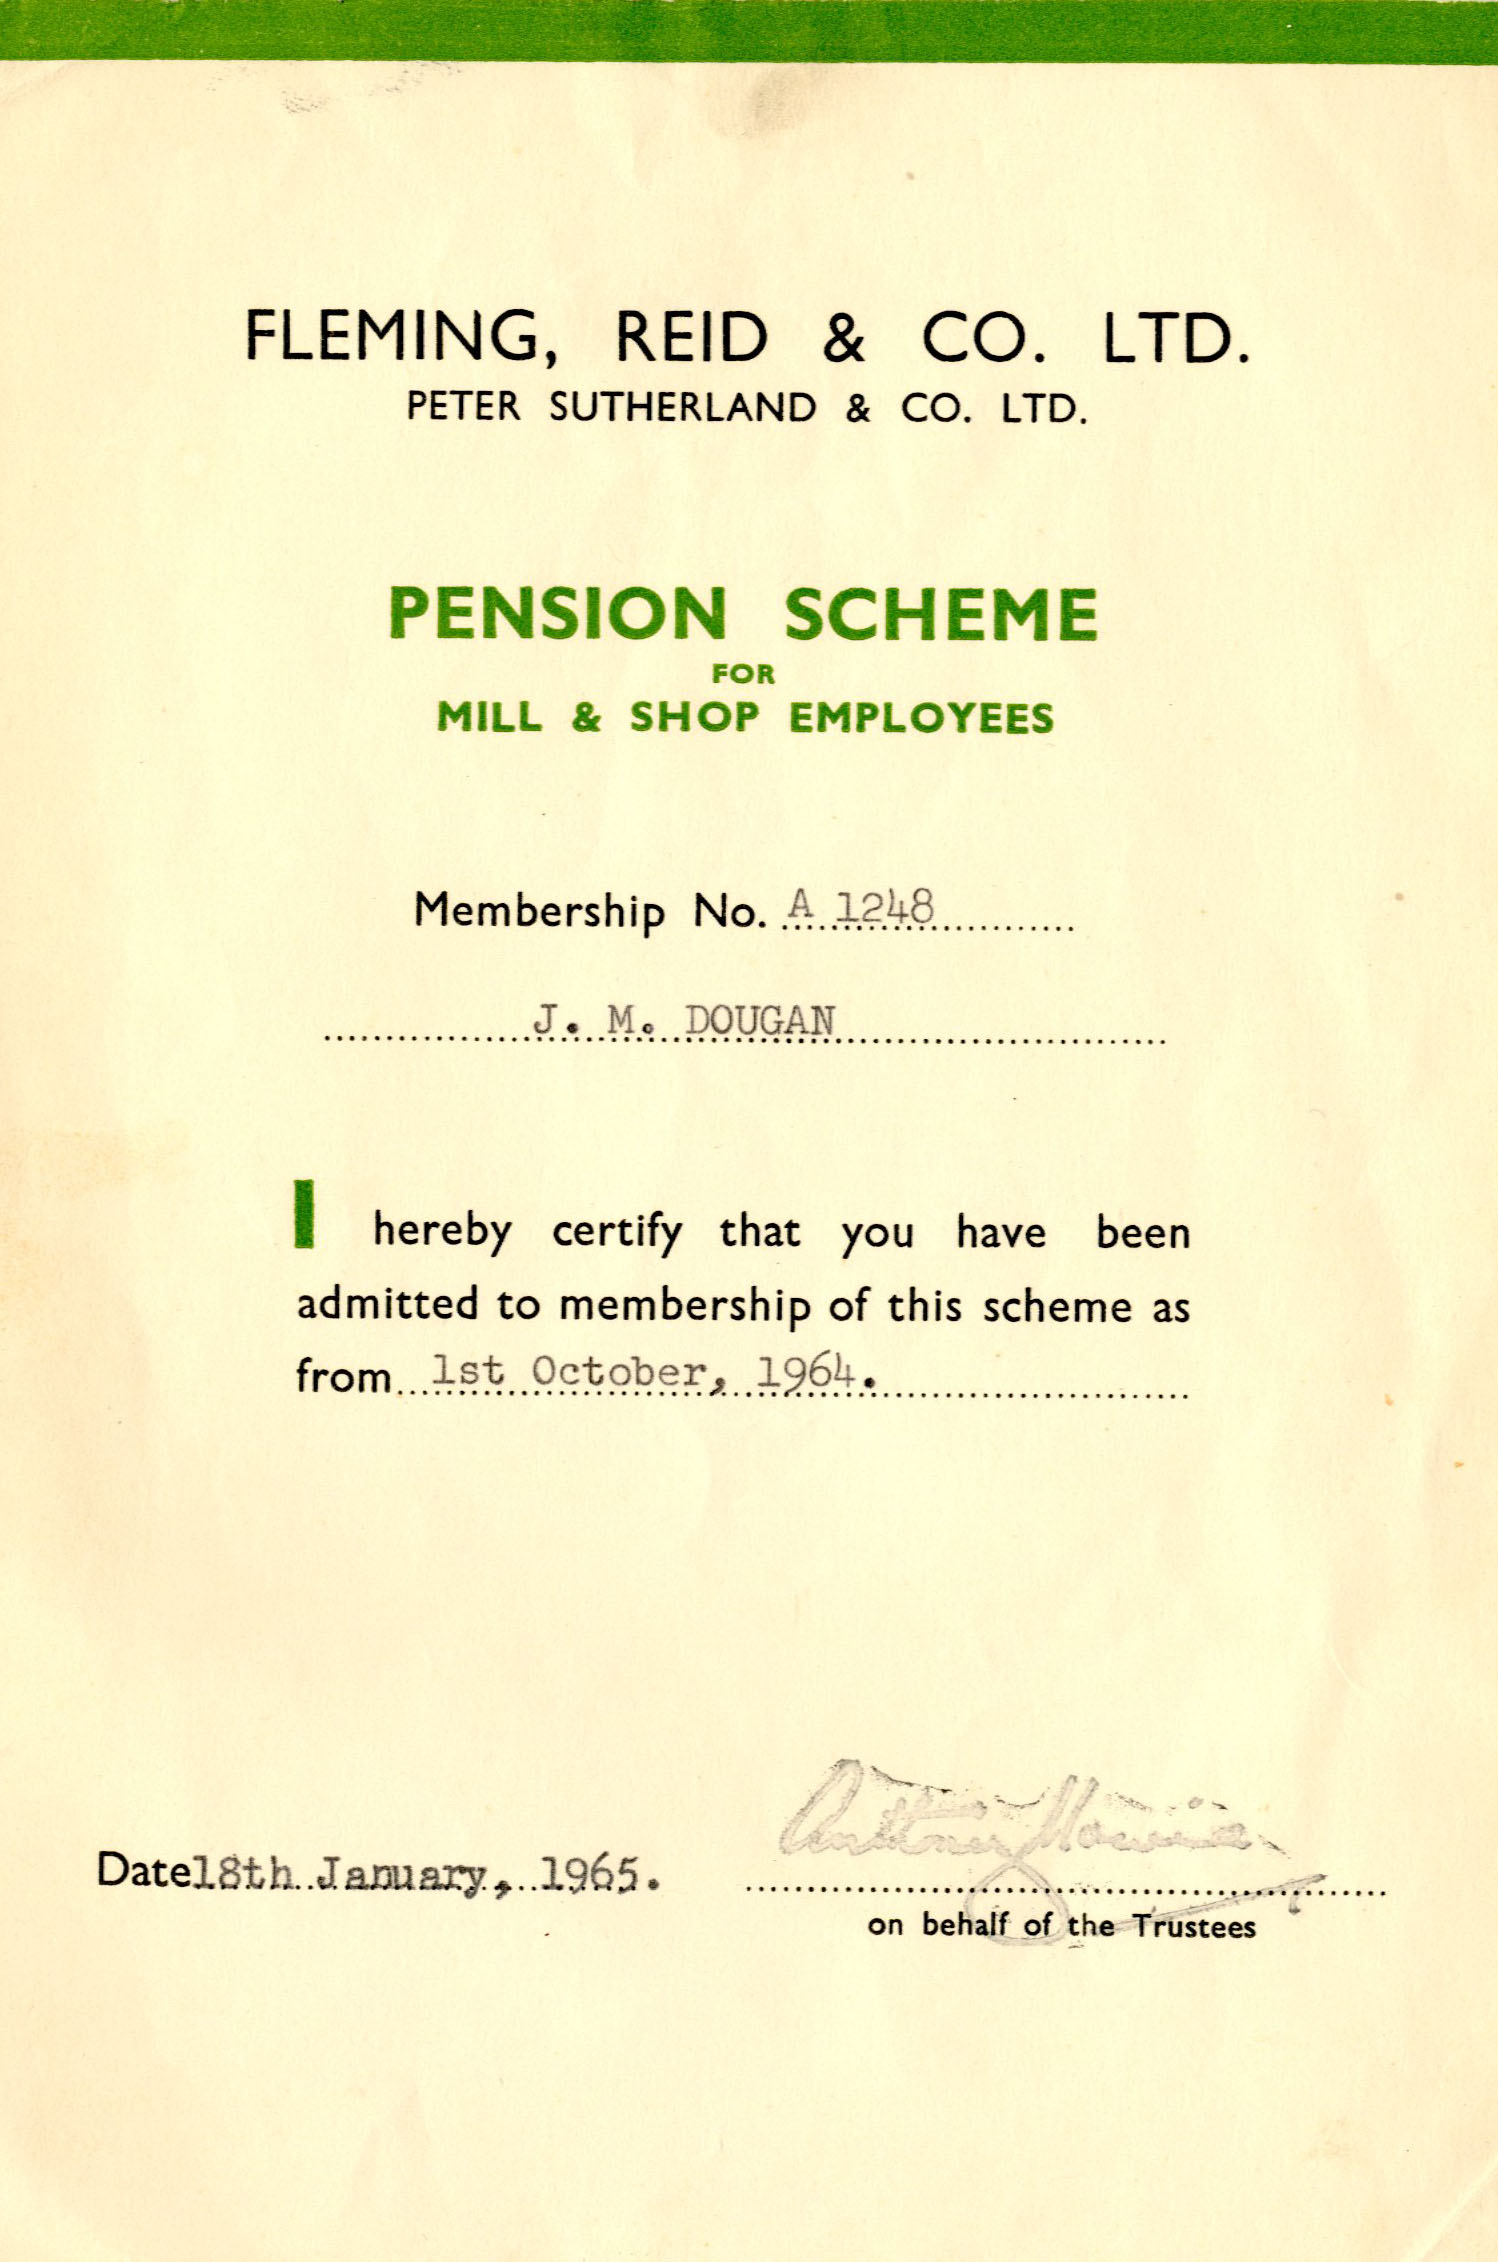 FLEMING, REID & CO. LTD.
PETER SUTHERLAND & CO. LTD.
PENSION SCHEME
FOR
MILL & SHOP EMPLOYEES
Membership No. A 1248
J. M. DOUGAN
I hereby certify that you have been
admitted to membership of this scheme as
from 1st October, 1964.
Date 18th January, 1965.
on behalf of the Trustees